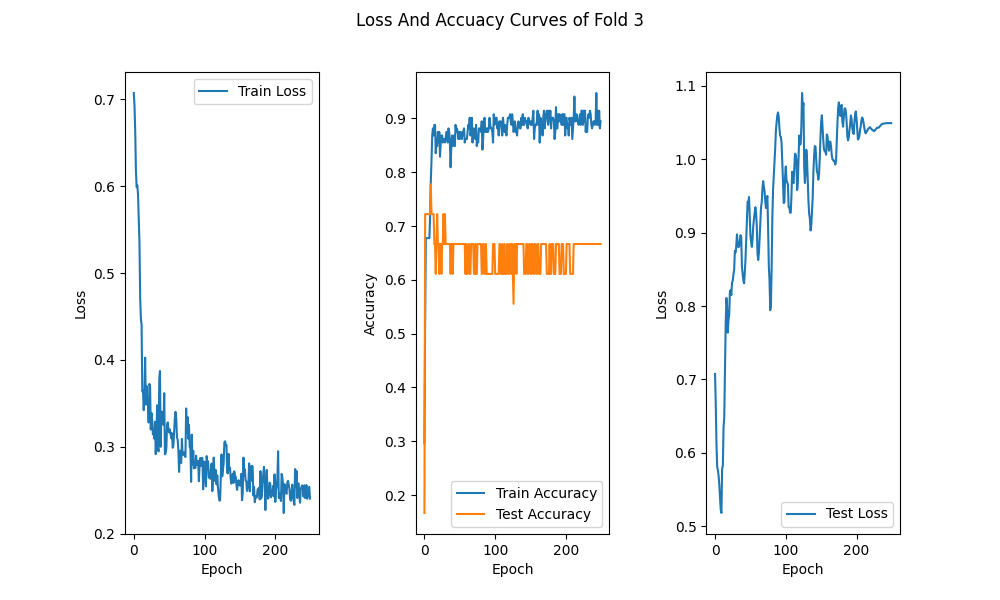 Loss And Accuacy Curves of Fold 3
Train Loss
0.7
0.6
0.5
0.4
0.3
0.2
Loss
0
100
200
Epoch
0.9
0.8
0.7
0.6
0.5
0.4
0.3
0.2
Accuracy
Train Accuracy
Test Accuracy
0
100
200
Epoch
1.1
1.0
0.9
0.8
0.7
0.6
0.5
Loss
Test Loss
0
100
200
Epoch